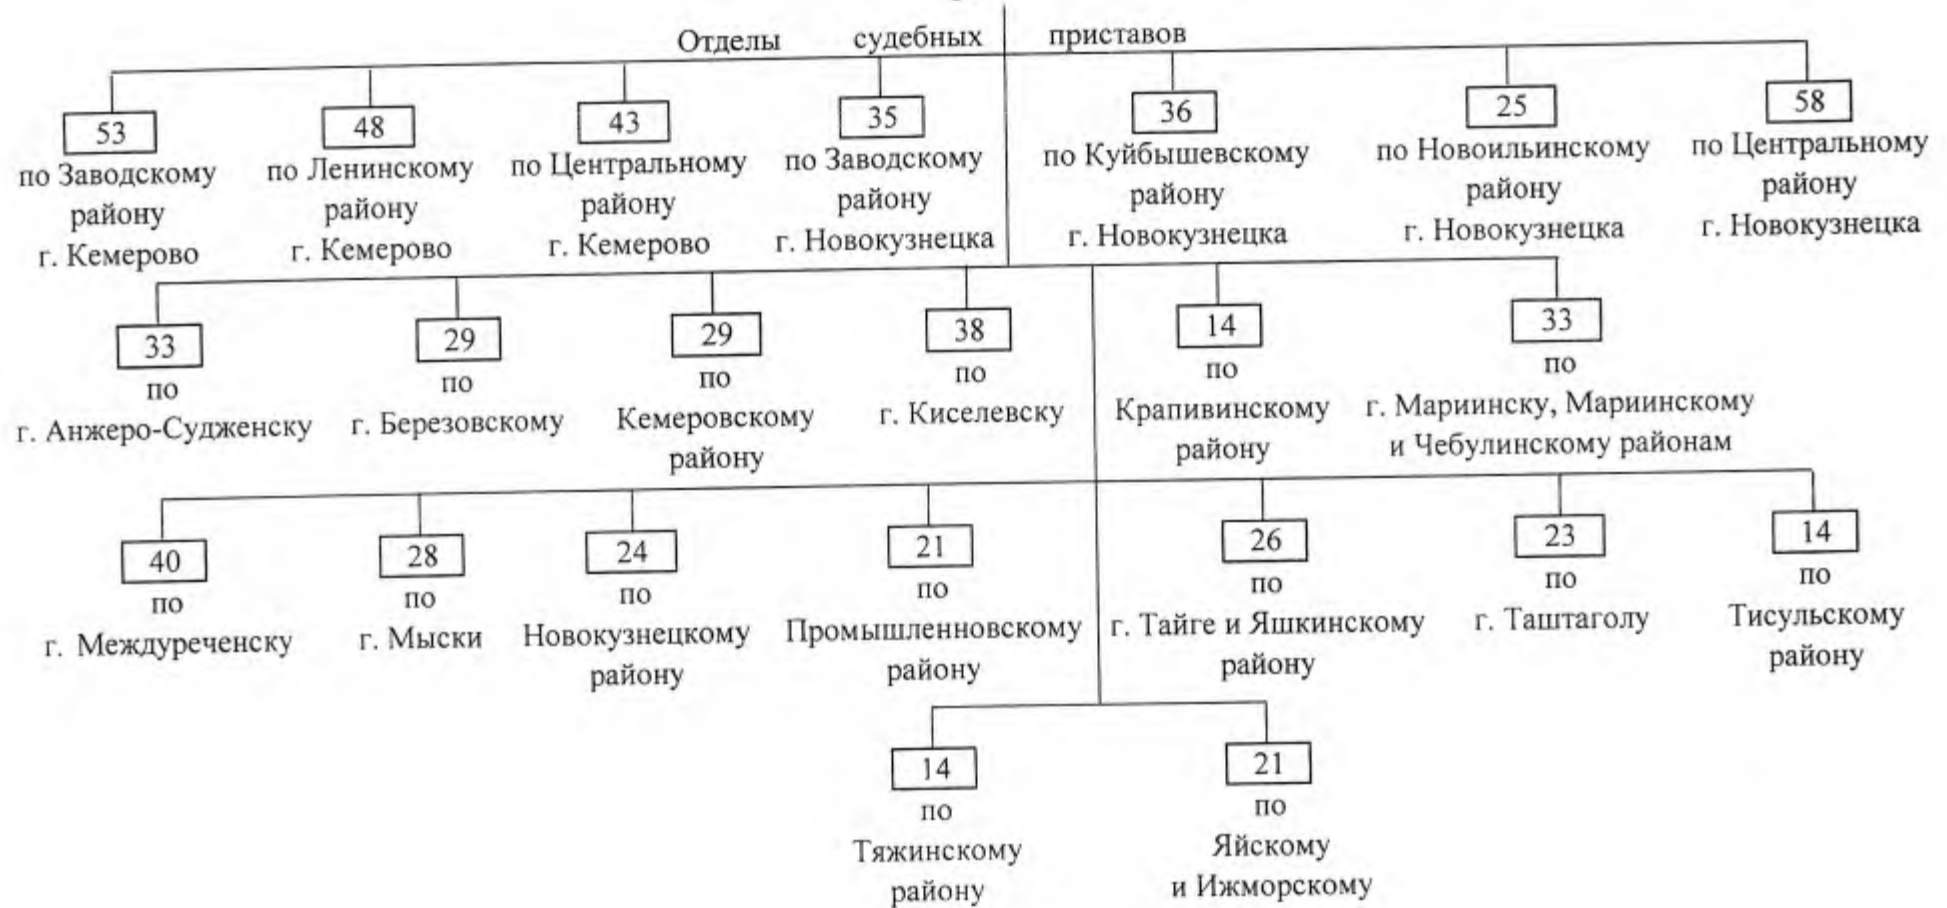 Отделы судебных приставов
53
по Заводскому
району
г. Кемерово
48
по Ленинскому
району
г. Кемерово
43
по Центральному
району
г. Кемерово
35
по Заводскому
району
г. Новокузнецка
36
по Куйбышевскому
району
г. Новокузнецка
25
по Новоильинскому
району
г. Новокузнецка
58
по Центральному
району
г. Новокузнецка
33
по
г. Анжеро-Судженску
29
по
г. Березовскому
29
по
Кемеровскому
району
38
по
г. Киселевску
14
по
Крапивинскому
району
33
по
г. Мариинску, Мариинскому
и Чебулинскому районам
40
по
г. Междуреченску
28
по
г. Мыски
24
по
Новокузнецкому
району
21
по
Промышленновскому
району
26
по
г. Тайге и Яшкинскому
району
23
по
г. Таштаголу
14
по
Тисульскому
району
14
по
Тяжинскому
району
21
по
Яйскому
и Ижморскому